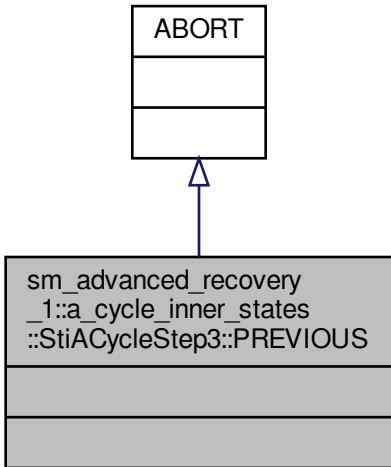 ABORT
sm_advanced_recovery
_1::a_cycle_inner_states
::StiACycleStep3::PREVIOUS